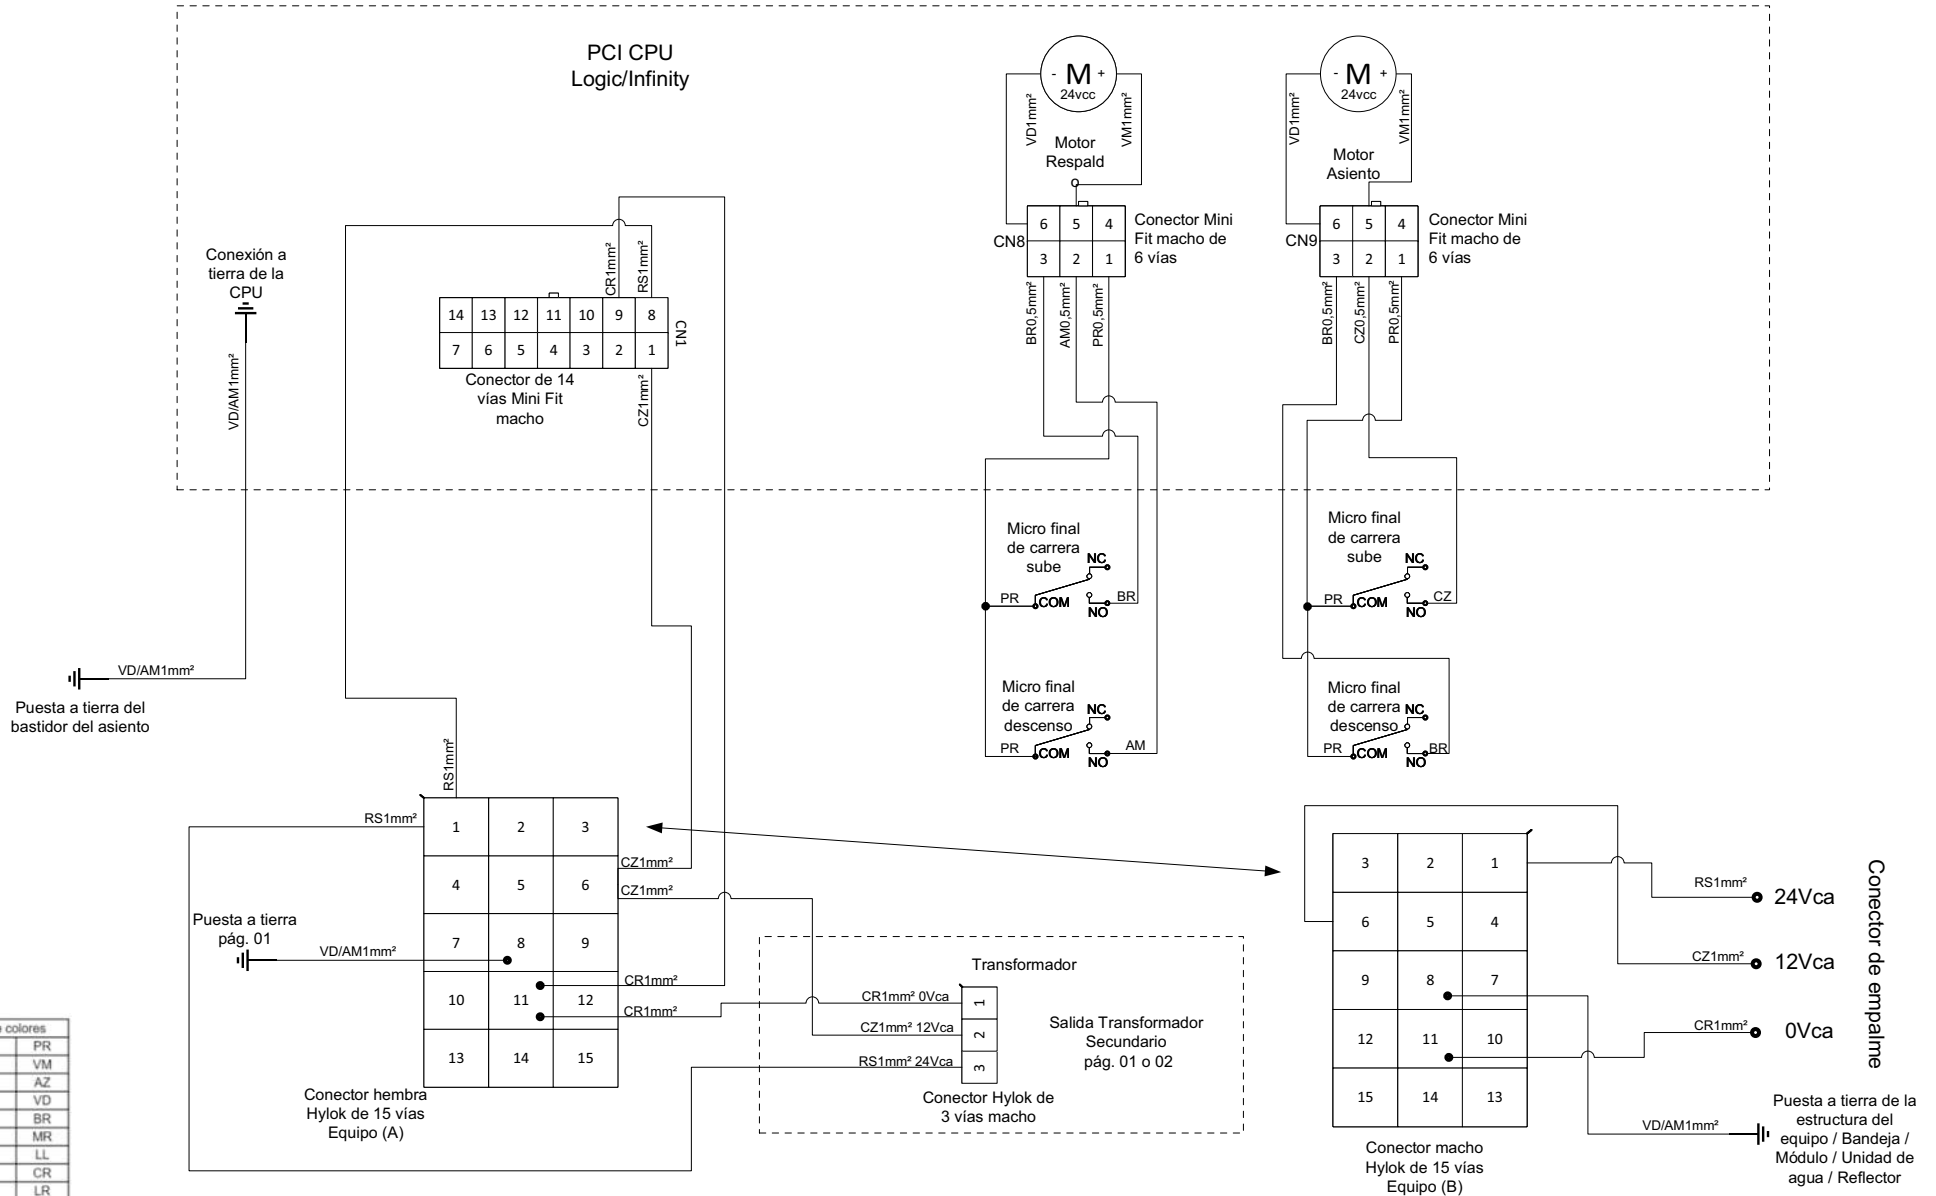 PCI CPU
Logic/Infinity
- M +
24vcc
VD1mm²
VM1mm²
Motor
Respald
o
- M +
24vcc
VD1mm²
VM1mm²
Motor
Asiento
6 5 4
3 2 1
CN8
Conector Mini
Fit macho de
6 vías
6 5 4
3 2 1
CN9
Conector Mini
Fit macho de
6 vías
BR0,5mm²
AM0,5mm²
PR0,5mm²
BR0,5mm²
CZ0,5mm²
PR0,5mm²
Conexión a
tierra de la
CPU
VD/AM1mm²
CR1mm²
RS1mm²
14 13 12 11 10 9 8
7 6 5 4 3 2 1
CN1
Conector de 14
vías Mini Fit
macho
CZ1mm²
Micro final
de carrera
sube
NC
PR
COM
BR
NO
Micro final
de carrera
sube
NC
PR
COM
CZ
NO
Micro final
de carrera
descenso
NC
PR
COM
AM
NO
Micro final
de carrera
descenso
NC
PR
COM
BR
NO
VD/AM1mm²
Puesta a tierra del
bastidor del asiento
RS1mm²
RS1mm²
1 2 3
4 5 6
7 8 9
10 11 12
13 14 15
CZ1mm²
CZ1mm²
CR1mm²
CR1mm²
Puesta a tierra
pág. 01
VD/AM1mm²
Conector hembra
Hylok de 15 vías
Equipo (A)
Transformador
CR1mm² 0Vca
CZ1mm² 12Vca
RS1mm² 24Vca
1
2
3
Salida Transformador
Secundario
pág. 01 o 02
Conector Hylok de
3 vías macho
3 2 1
6 5 4
9 8 7
12 11 10
15 14 13
Conector macho
Hylok de 15 vías
Equipo (B)
RS1mm² 24Vca
CZ1mm² 12Vca
CR1mm² 0Vca
Conector de empalme
VD/AM1mm²
Puesta a tierra de la
estructura del
equipo / Bandeja /
Módulo / Unidad de
agua / Reflector
colores
PR
VM
AZ
VD
BR
MR
LL
CR
LR